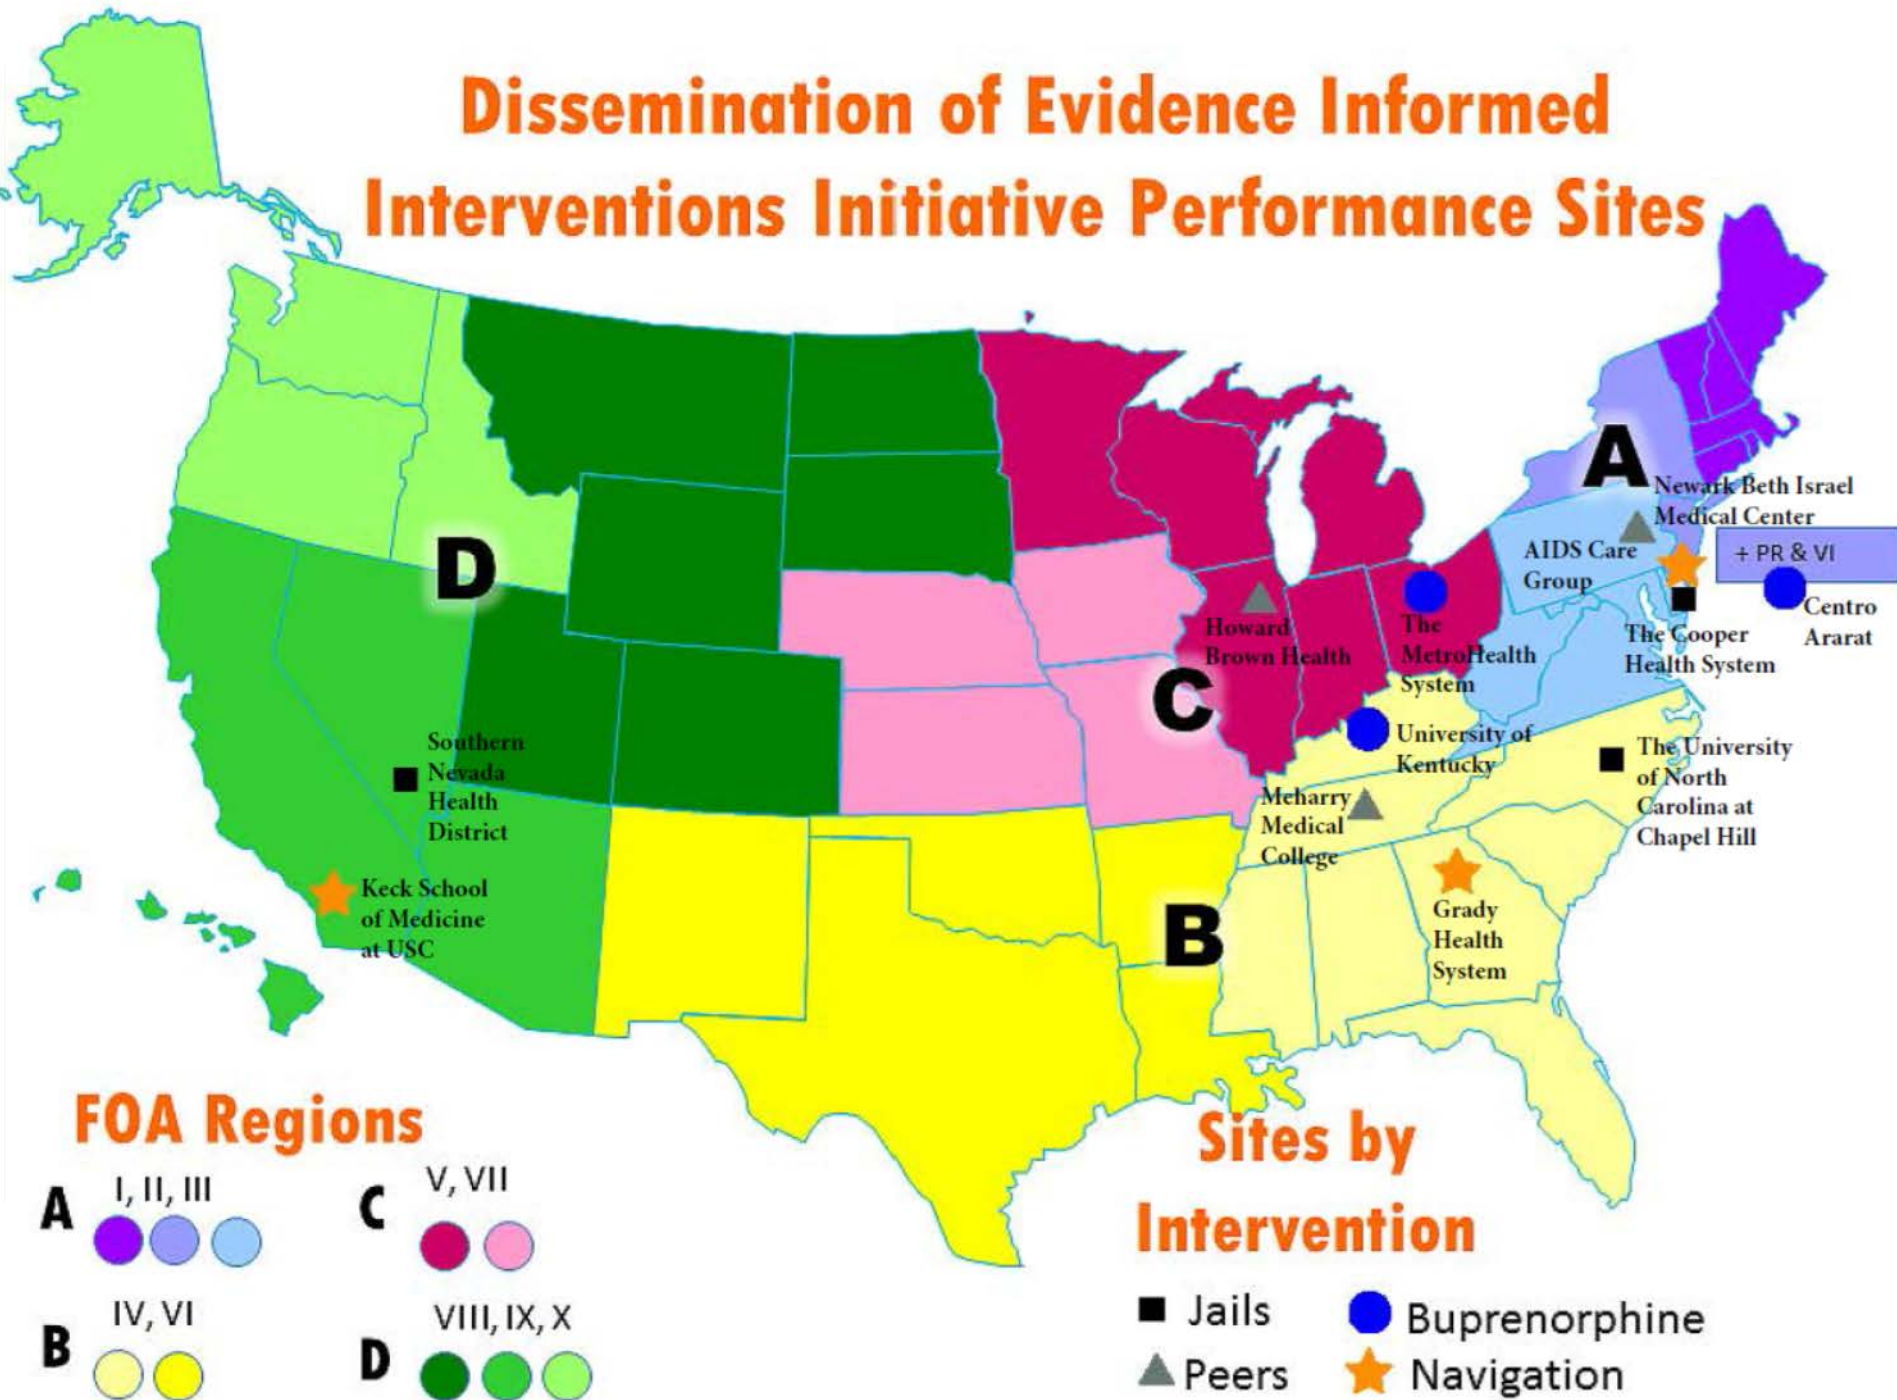 Dissemination of Evidence Informed
Interventions Initiative Performance Sites
A
Newark Beth Israel
Medical Center
AIDS Care
Group
+ PR & VI
Centro
Ararat
The Cooper
Health System
D
Howard
Brown Health
The
MetroHealth
System
C
University of
Kentucky
Southern
Nevada
Health
District
The University
of North
Carolina at
Chapel Hill
Meharry
Medical
College
Keck School
of Medicine
at USC
B
Grady
Health
System
FOA Regions
A
I, II, III
C
V, VII
B
IV, VI
D
VIII, IX, X
Sites by
Intervention
Jails
Buprenorphine
Peers
Navigation